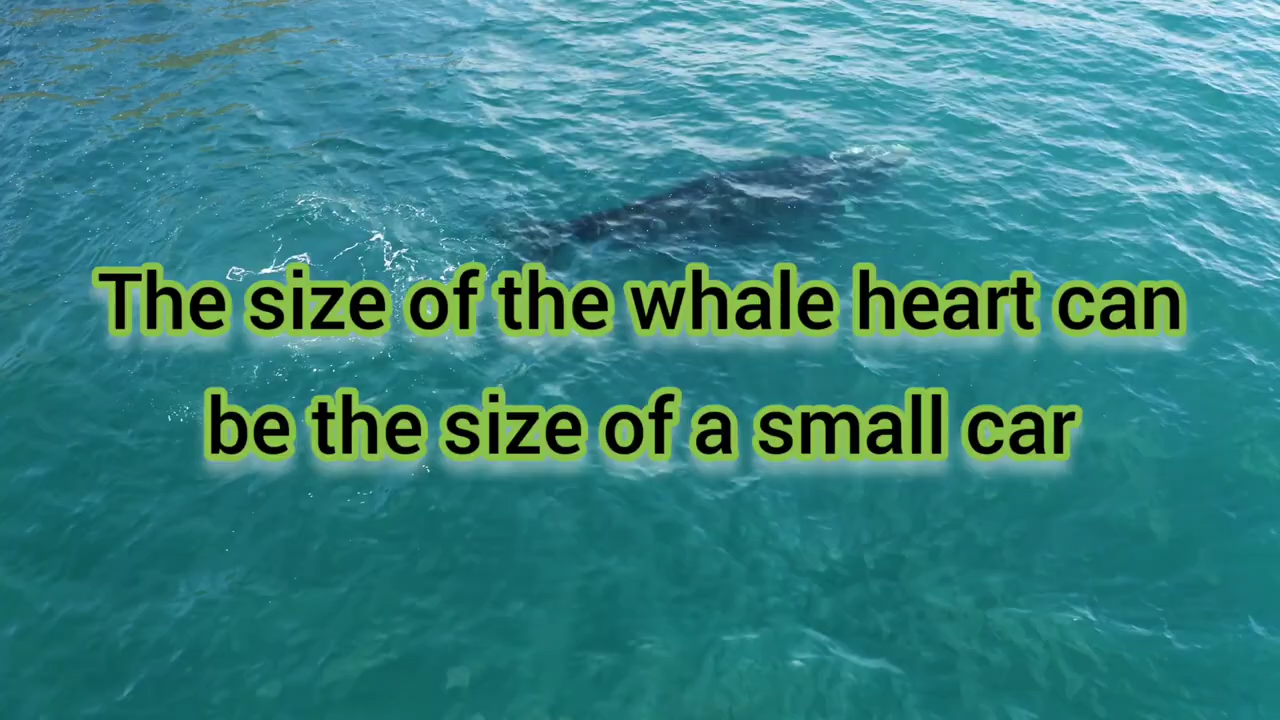 The size of the whale heart can
be the size of a small car